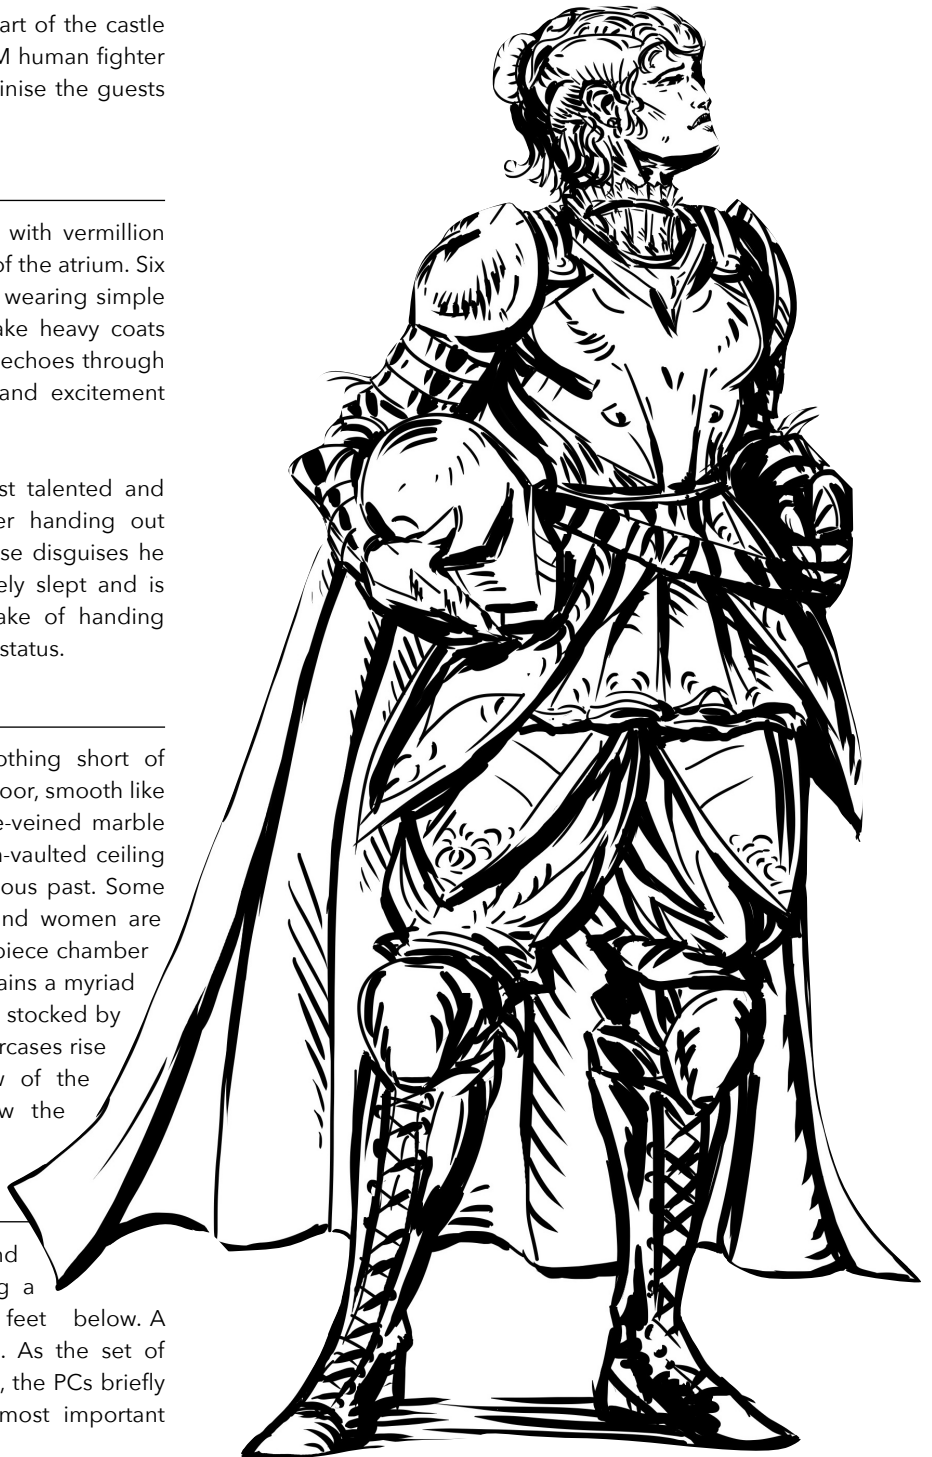 art of the castle
M human fighter
inise the guests
with vermillion
of the atrium. Six
wearing simple
ake heavy coats
echoes through
and excitement
st talented and
er handing out
se disguises he
ely slept and is
ake of handing
status.
othing short of
oor, smooth like
e-veined marble
n-vaulted ceiling
ious past. Some
nd women are
piece chamber
ains a myriad
stocked by
rcases rise
w of the
w the
nd
g a
feet below. A
. As the set of
, the PCs briefly
most important